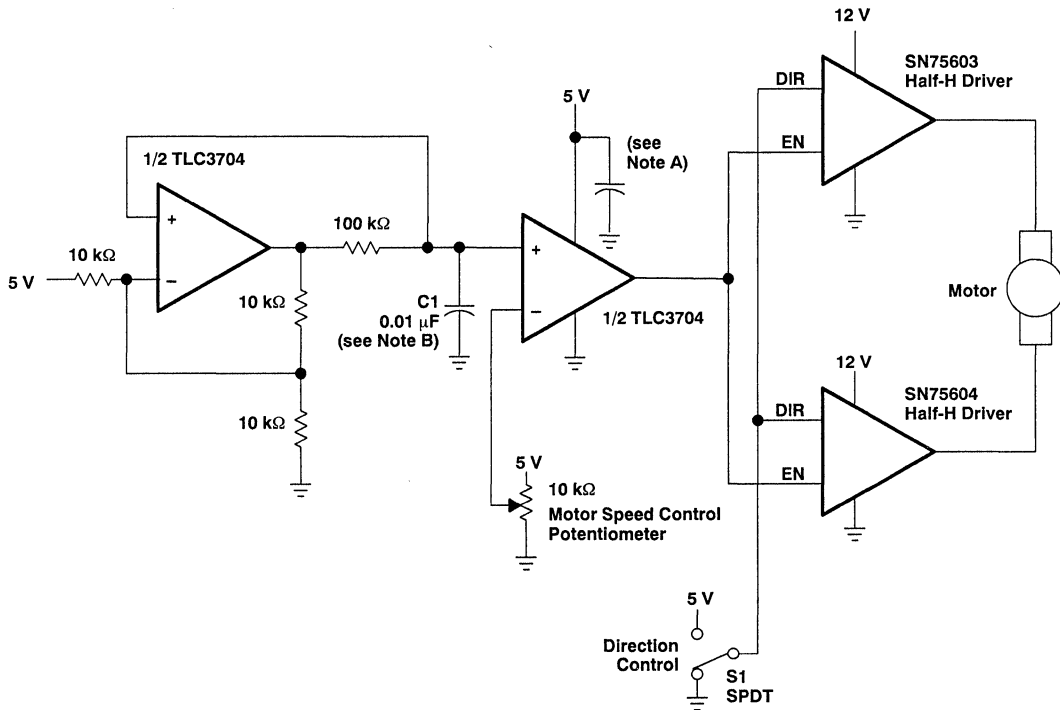 12 V
SN75603
Half-H Driver
DIR
5 V
(see
Note A)
EN
1/2 TLC3704
+
100 kΩ
+
10 kΩ
5 V
−
−
10 kΩ
C1
0.01 µF
(see Note B)
1/2 TLC3704
Motor
10 kΩ
12 V
SN75604
Half-H Driver
DIR
EN
5 V
10 kΩ
Motor Speed Control
Potentiometer
5 V
Direction
Control
S1
SPDT